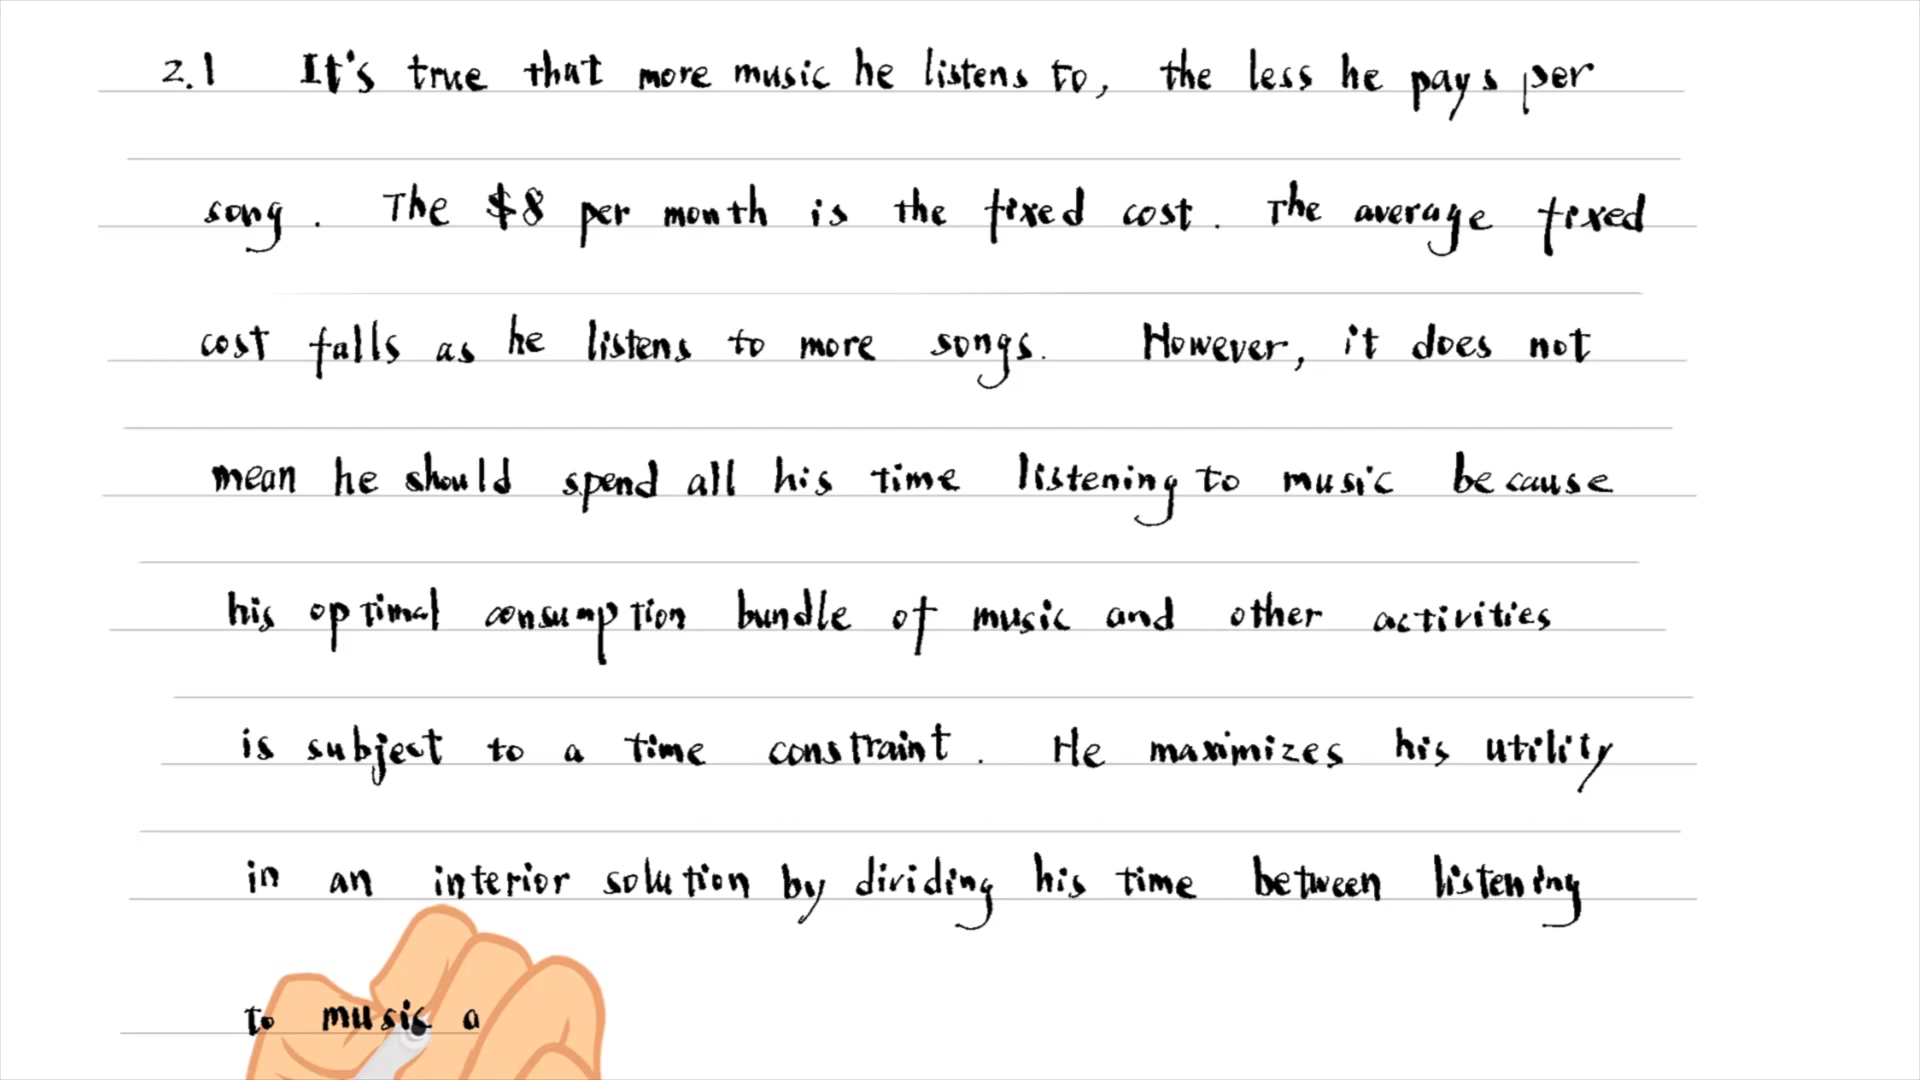 2.1 It's true that more music he listens to, the less he pays per
song. The $8 per month is the fixed cost. The average fixed
cost falls as he listens to more songs. However, it does not
mean he should spend all his time listening to music because
his optimal consumption bundle of music and other activities
is subject to a time constraint. He maximizes his utility
in an interior solution by dividing his time between listening
to music a